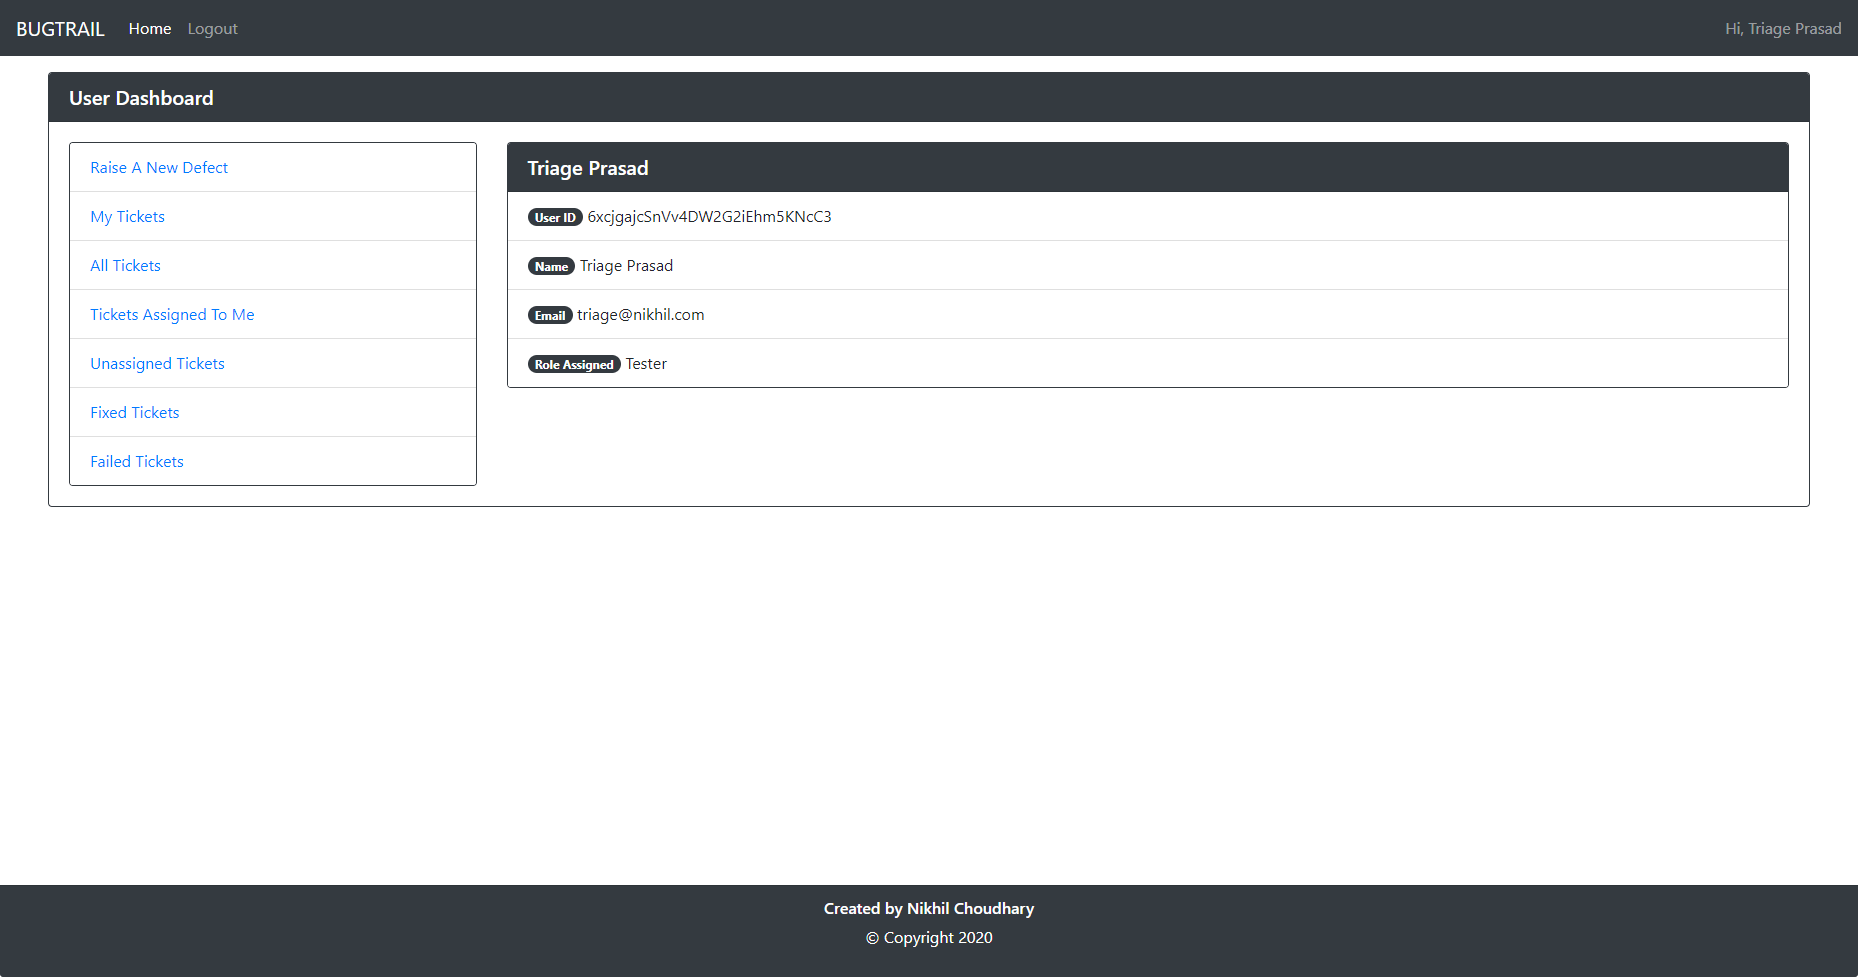 BUGTRAIL Home Logout Hi, Triage Prasad
User Dashboard
Raise A New Defect
My Tickets
All Tickets
Tickets Assigned To Me
Unassigned Tickets
Fixed Tickets
Failed Tickets
Triage Prasad
User ID 6xcjgajcSnVv4DW2G2iEhm5KNcC3
Name Triage Prasad
Email triage@nikhil.com
Role Assigned Tester
Created by Nikhil Choudhary
© Copyright 2020